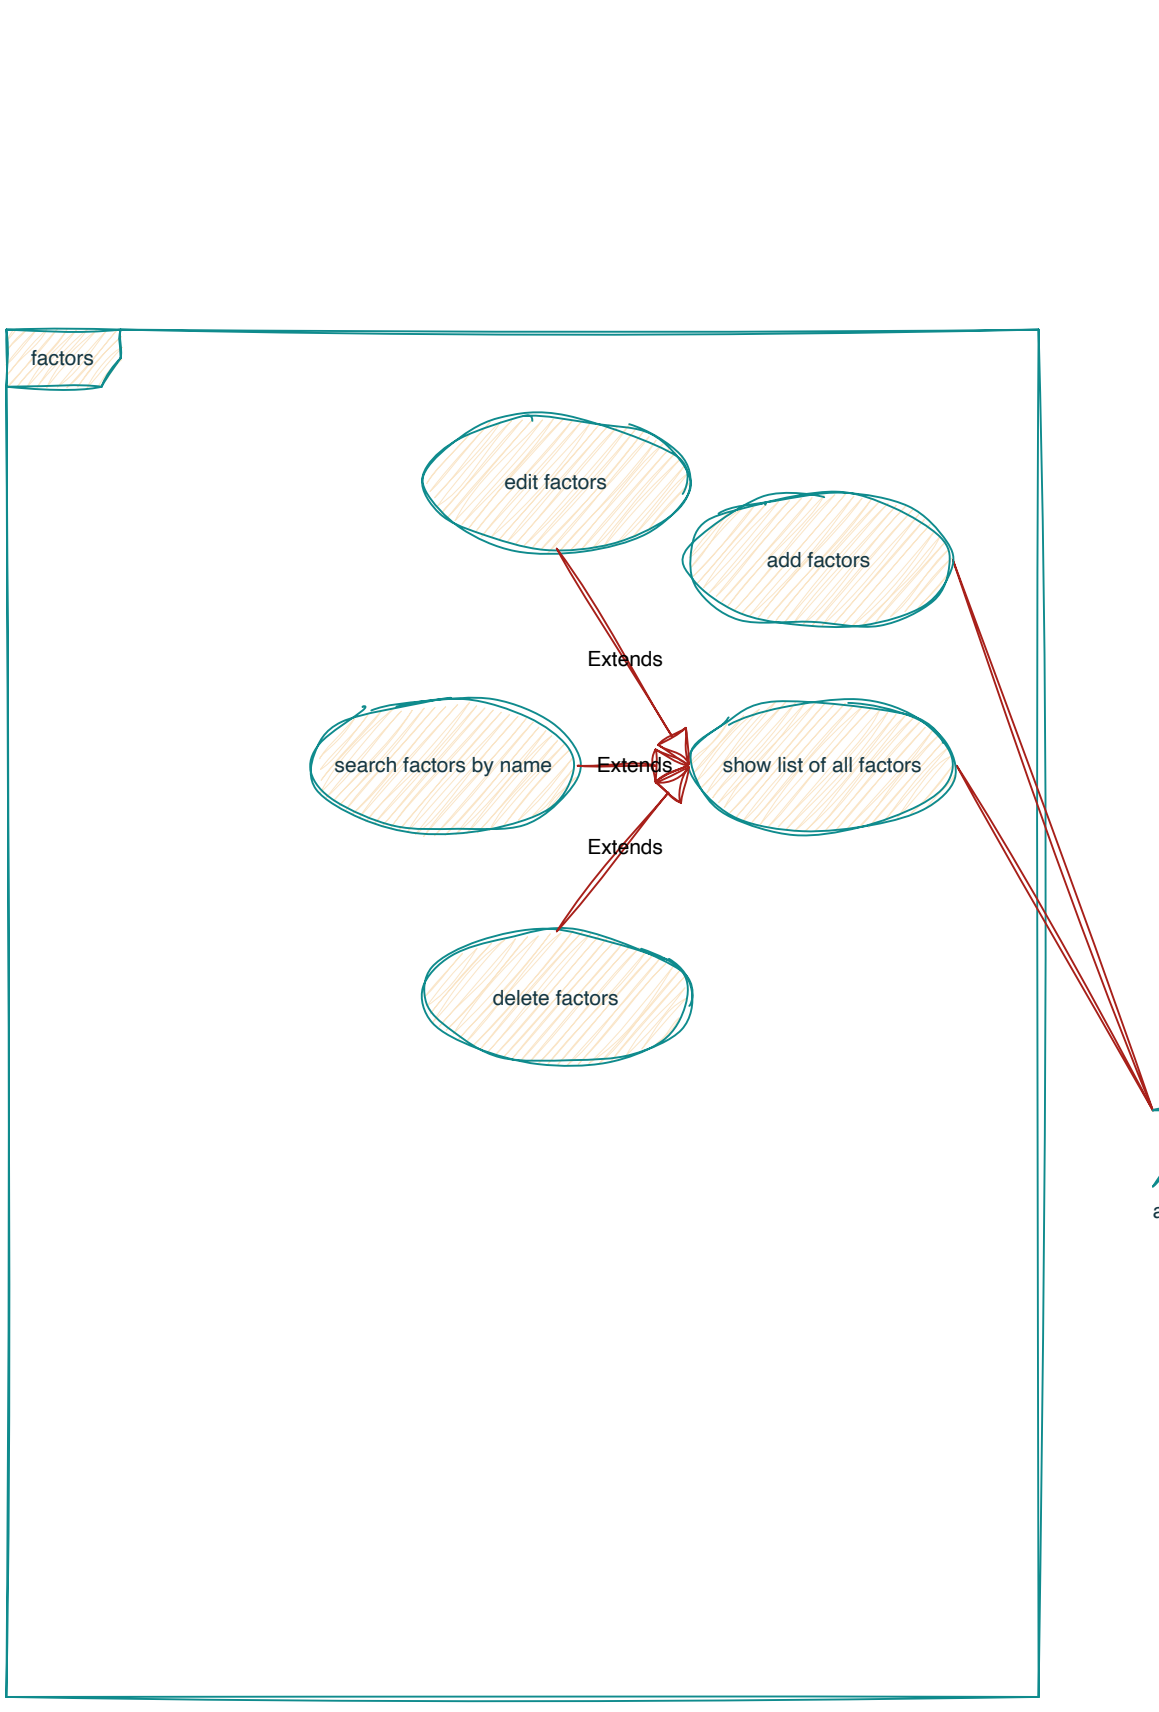 factors
edit factors
add factors
Extends
search factors by name
Extends
show list of all factors
Extends
delete factors